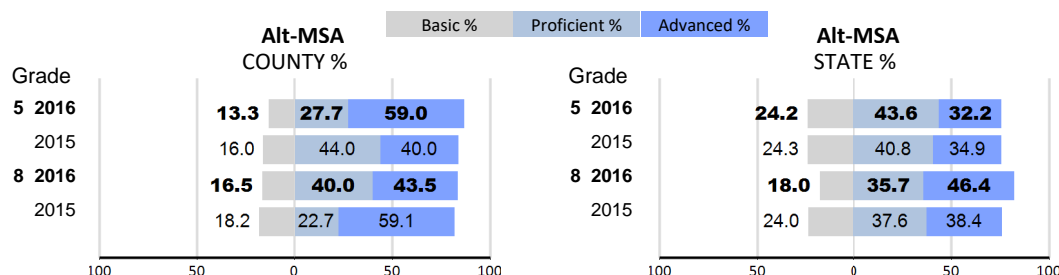 Basic % Proficient % Advanced %
Alt-MSA
COUNTY %
Grade
5 2016 13.3 27.7 59.0
2015 16.0 44.0 40.0
8 2016 16.5 40.0 43.5
2015 18.2 22.7 59.1
100 50 0 50 100
Alt-MSA
STATE %
Grade
5 2016 24.2 43.6 32.2
2015 24.3 40.8 34.9
8 2016 18.0 35.7 46.4
2015 24.0 37.6 38.4
100 50 0 50 100